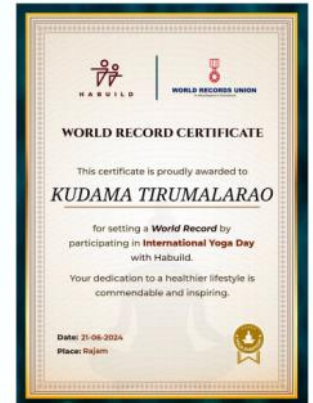 HABUILD
WORLD RECORDS UNION
WORLD RECORD CERTIFICATE
This certificate is proudly awarded to
KUDAMA TIRUMALARAO
for setting a World Record by
participating in International Yoga Day
with Habuild.
Your dedication to a healthier lifestyle is
commendable and inspiring.
Date: 21-06-2024
Place: Rajam